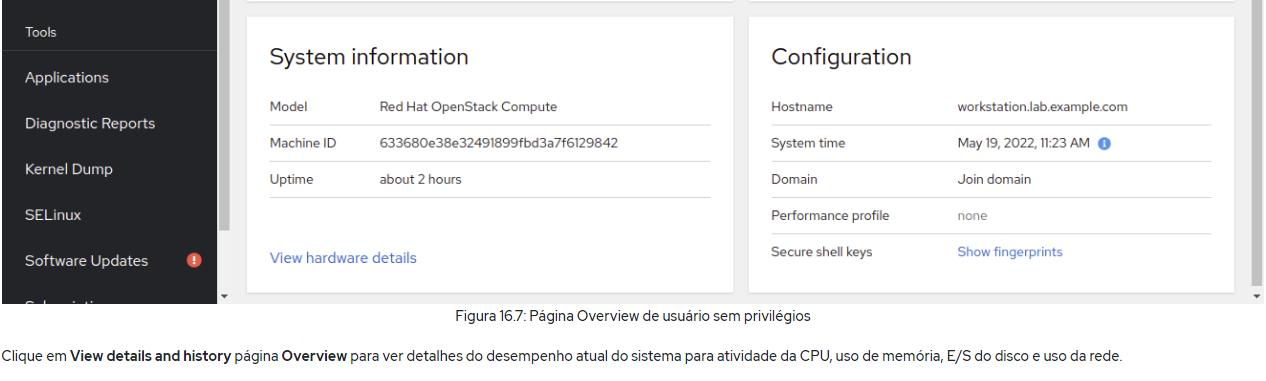 Tools
Applications
Diagnostic Reports
Kernel Dump
SELinux
Software Updates
System information
Model Red Hat OpenStack Compute
Machine ID 633680e38e32491899fbd3a7f6129842
Uptime about 2 hours
View hardware details
Configuration
Hostname workstation.lab.example.com
System time May 19, 2022, 11:23 AM
Domain Join domain
Performance profile none
Secure shell keys Show fingerprints
Figura 16.7: Página Overview de usuário sem privilégios
Clique em View details and history página Overview para ver detalhes do desempenho atual do sistema para atividade da CPU, uso de memória, E/S do disco e uso da rede.